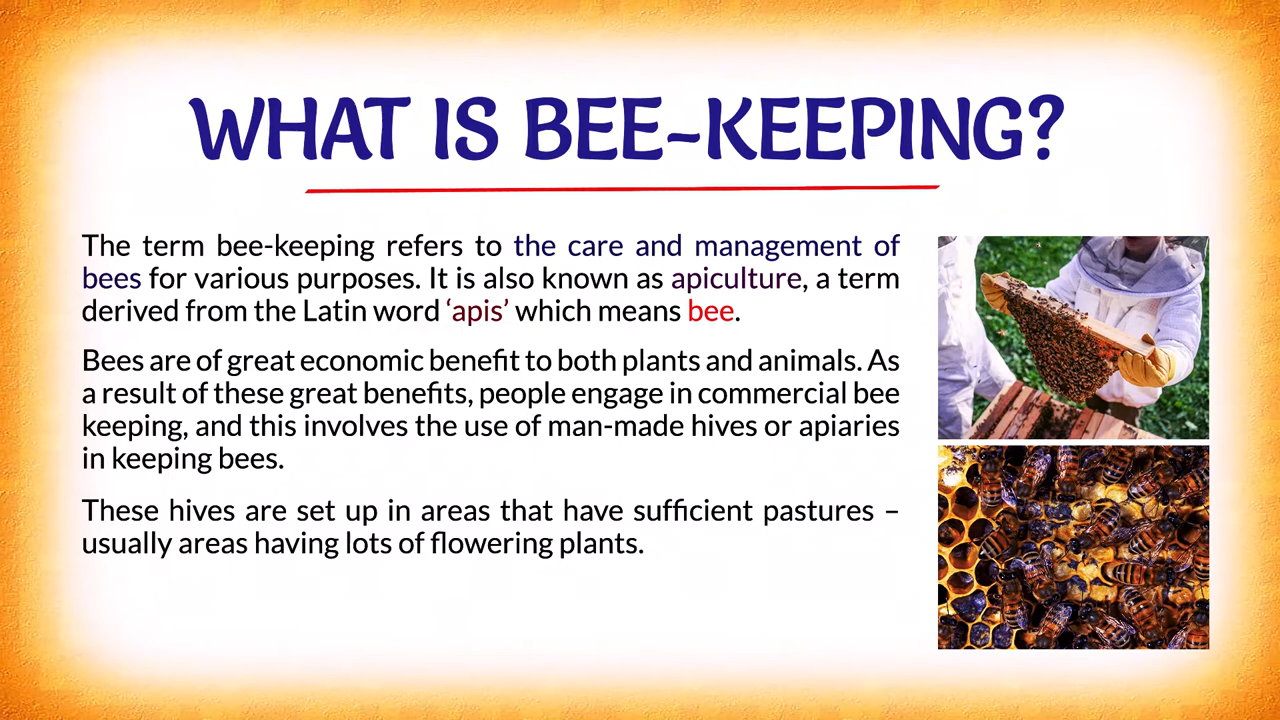 WHAT IS BEE-KEEPING?
The term bee-keeping refers to the care and management of
bees for various purposes. It is also known as apiculture, a term
derived from the Latin word ‘apis’ which means bee.
Bees are of great economic benefit to both plants and animals. As
a result of these great benefits, people engage in commercial bee
keeping, and this involves the use of man-made hives or apiaries
in keeping bees.
These hives are set up in areas that have sufficient pastures –
usually areas having lots of flowering plants.